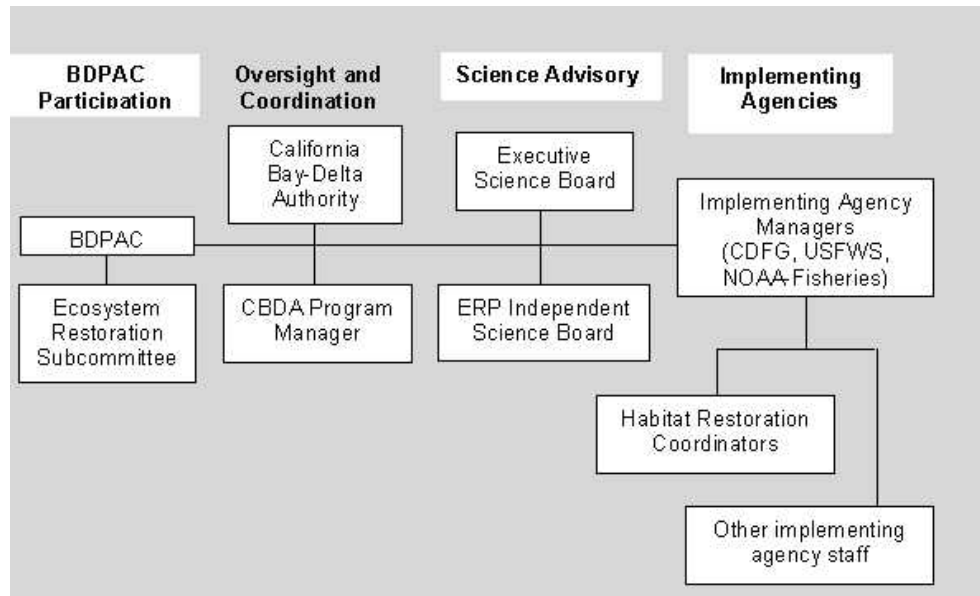 BDPAC
Participation
Oversight and
Coordination
Science Advisory
Implementing
Agencies
California
Bay-Delta
Authority
Executive
Science Board
Implementing Agency
Managers
(CDFG, USFWS,
NOAA-Fisheries)
BDPAC
Ecosystem
Restoration
Subcommittee
CBDA Program
Manager
ERP Independent
Science Board
Habitat Restoration
Coordinators
Other implementing
agency staff